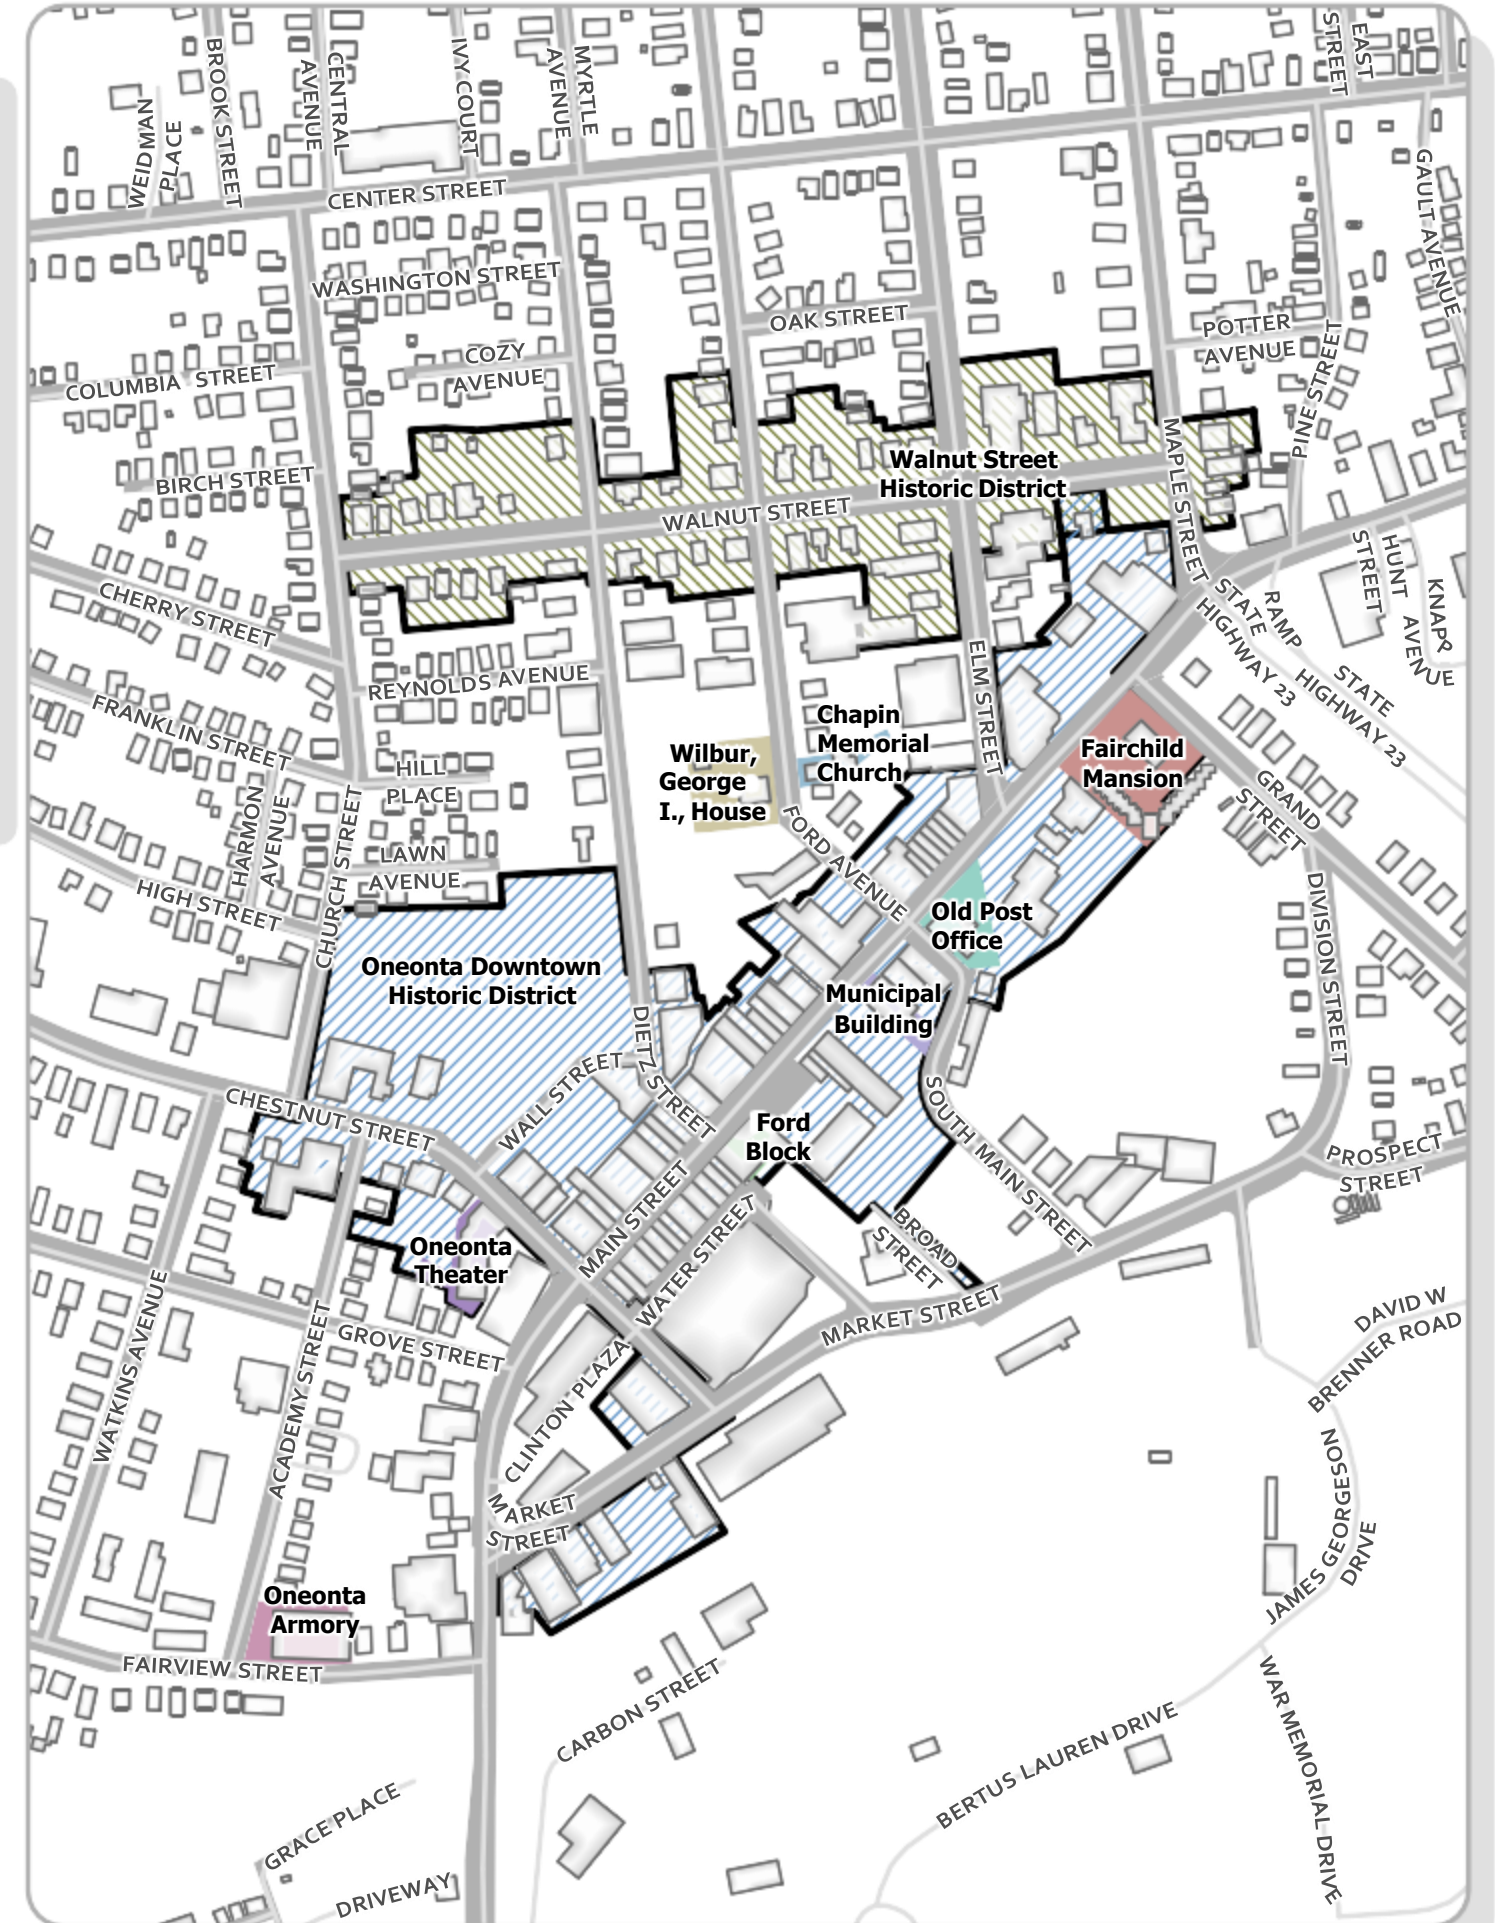 WEIDMAN
PLACE
BROOK STREET
CENTRAL
AVENUE
IVY COURT
MYRTLE
AVENUE
EAST
STREET
CENTER STREET
GAULT AVENUE
WASHINGTON STREET
OAK STREET
POTTER
AVENUE
COZY
AVENUE
COLUMBIA STREET
PINE STREET
BIRCH STREET
Walnut Street
Historic District
WALNUT STREET
MAPLE STREET
HUNT
STREET
KNAPP
AVENUE
CHERRY STREET
STATE
HIGHWAY 23
RAMP
STATE
HIGHWAY 23
REYNOLDS AVENUE
ELM STREET
FRANKLIN STREET
Chapin
Memorial
Church
Wilbur,
George
I., House
Fairchild
Mansion
HILL
PLACE
HARMON
AVENUE
GRAND
STREET
FORD AVENUE
LAWN
AVENUE
HIGH STREET
CHURCH STREET
DIVISION STREET
Old Post
Office
Oneonta Downtown
Historic District
Municipal
Building
DIETZ STREET
WALL STREET
CHESTNUT STREET
SOUTH MAIN STREET
Ford
Block
PROSPECT
STREET
MAIN STREET
WATER STREET
BROAD
STREET
Oneonta
Theater
MARKET STREET
WATKINS AVENUE
ACADEMY STREET
GROVE STREET
CLINTON PLAZA
DAVID W
BRENNER ROAD
MARKET
STREET
JAMES GEORGESON
DRIVE
Oneonta
Armory
FAIRVIEW STREET
CARBON STREET
BERTUS LAUREN DRIVE
WAR MEMORIAL DRIVE
GRACE PLACE
DRIVEWAY